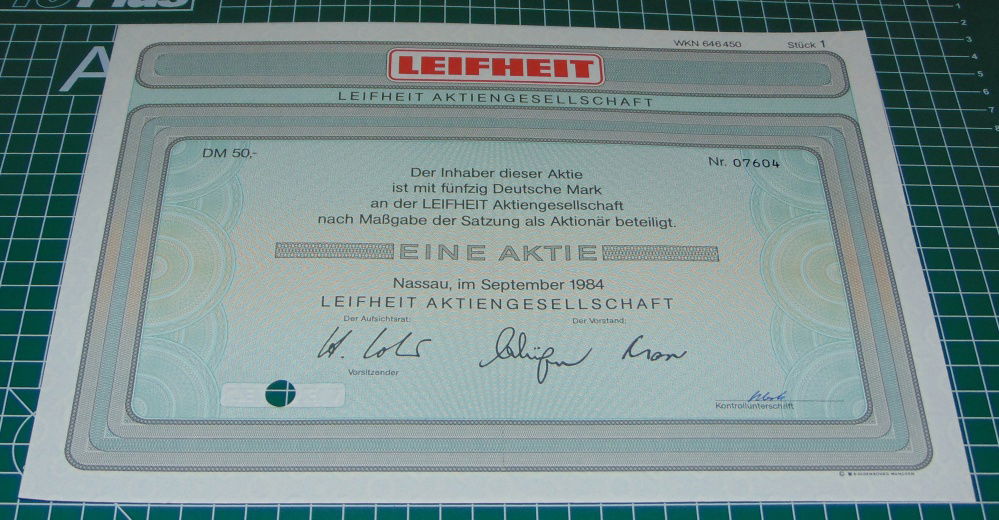 WKN 646450 Stück 1
LEIFHEIT
LEIFHEIT AKTIENGESELLSCHAFT
DM 50,-
Nr. 07604
Der Inhaber dieser Aktie
ist mit fünfzig Deutsche Mark
an der LEIFHEIT Aktiengesellschaft
nach Maßgabe der Satzung als Aktionär beteiligt.
EINE AKTIE
Nassau, im September 1984
LEIFHEIT AKTIENGESELLSCHAFT
Der Aufsichtsrat: Der Vorstand:
Vorsitzender
Kontrollunterschrift